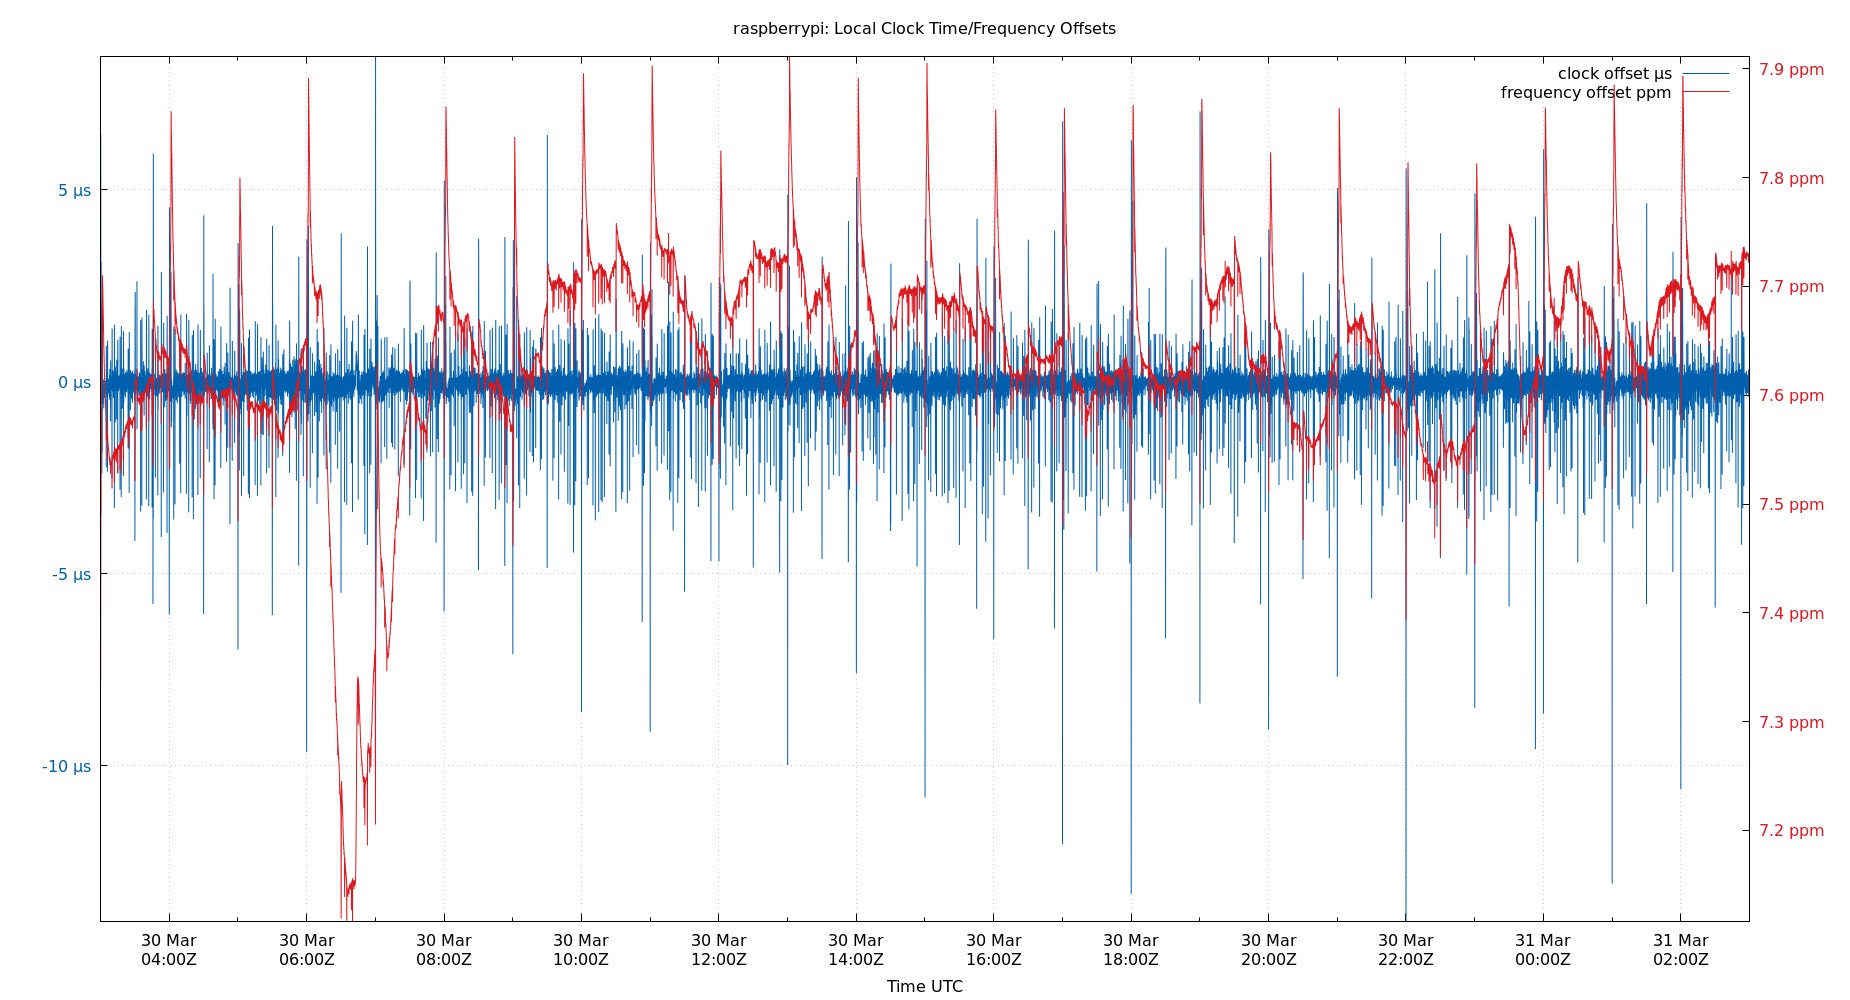 raspberrypi: Local Clock Time/Frequency Offsets
clock offset µs
frequency offset ppm
5 µs
0 µs
-5 µs
-10 µs
7.9 ppm
7.8 ppm
7.7 ppm
7.6 ppm
7.5 ppm
7.4 ppm
7.3 ppm
7.2 ppm
30 Mar 30 Mar 30 Mar 30 Mar 30 Mar 30 Mar 30 Mar 30 Mar 30 Mar 30 Mar 31 Mar 31 Mar
04:00Z 06:00Z 08:00Z 10:00Z 12:00Z 14:00Z 16:00Z 18:00Z 20:00Z 22:00Z 00:00Z 02:00Z
Time UTC